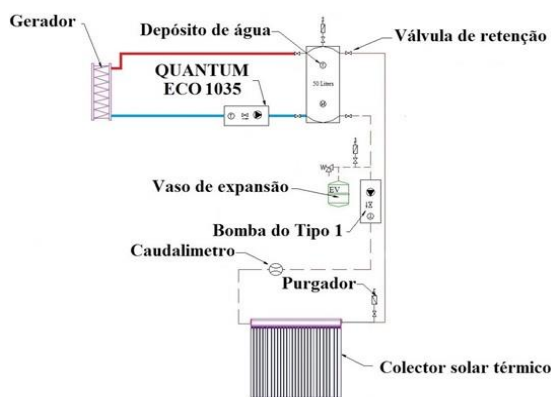 Gerador
Depósito de água
Válvula de retenção
QUANTUM
ECO 1035
50 Litros
Vaso de expansão
EV
Bomba do Tipo 1
Caudalimetro
Purgador
Colector solar térmico